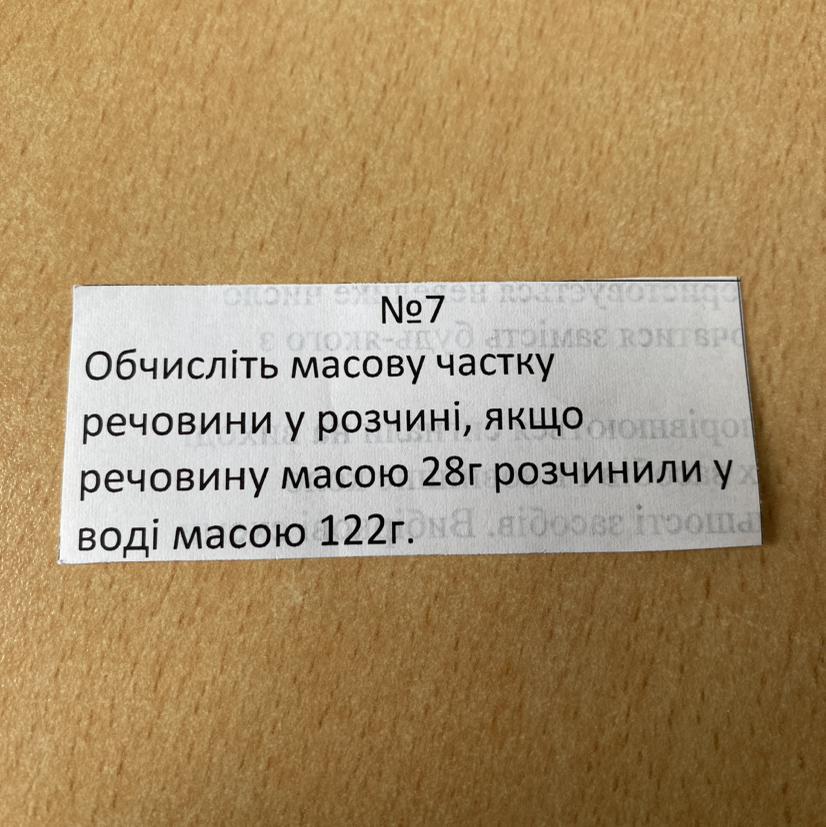 №7
Обчисліть масову частку
речовини у розчині, якщо
речовину масою 28г розчинили у
воді масою 122г.